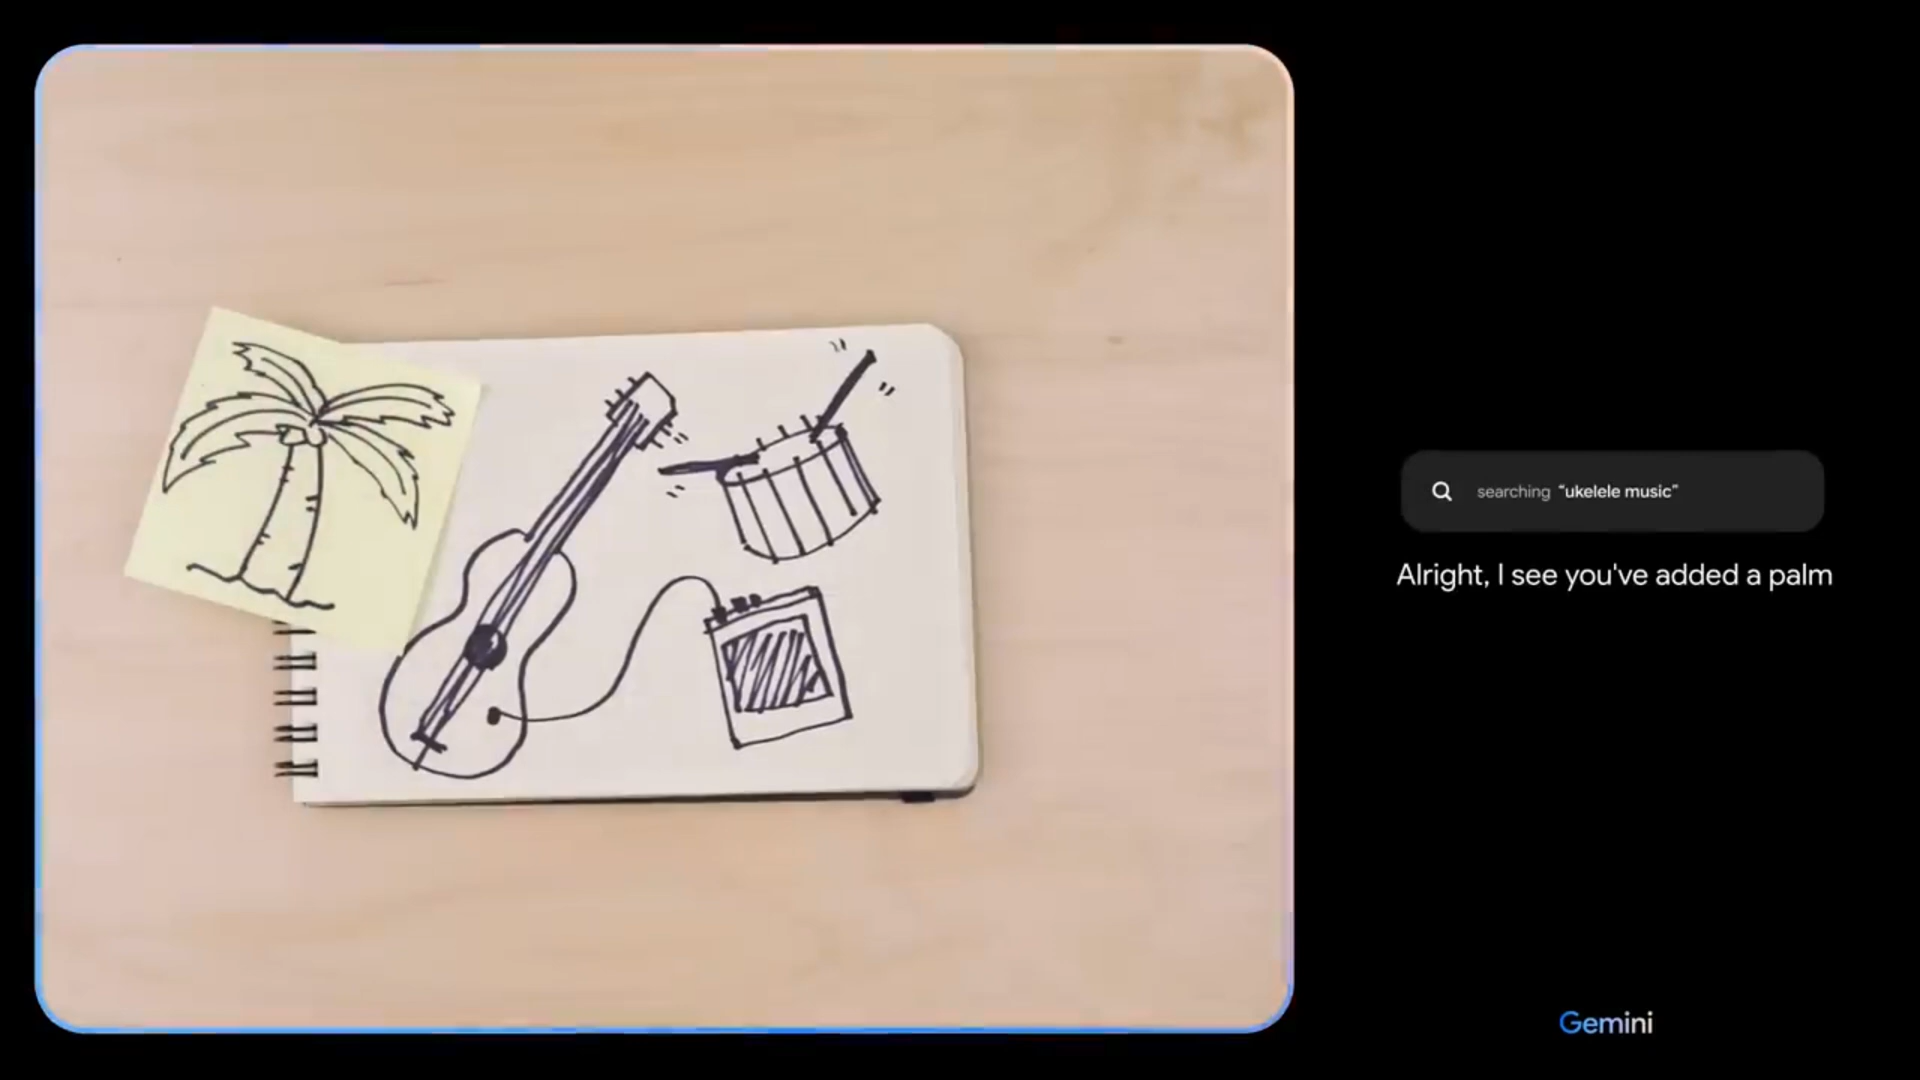 searching “ukelele music”
Alright, I see you've added a palm
Gemini